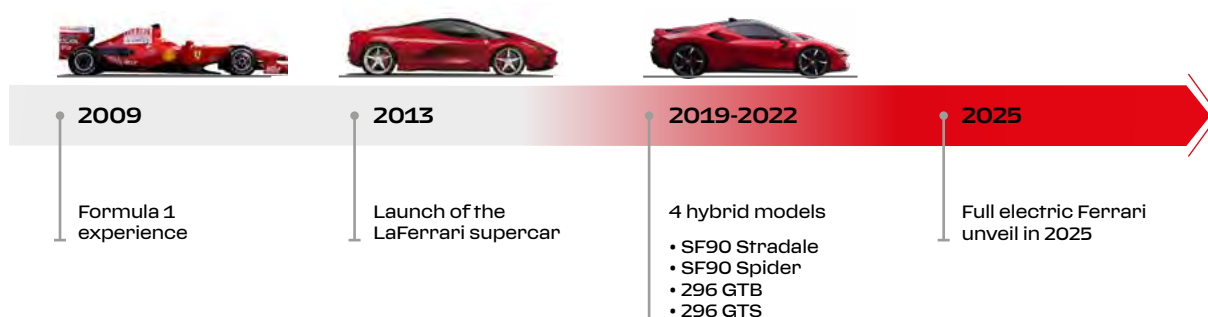 2009
2013
2019-2022
2025
Formula 1
experience
Launch of the
LaFerrari supercar
4 hybrid models
• SF90 Stradale
• SF90 Spider
• 296 GTB
• 296 GTS
Full electric Ferrari
unveil in 2025